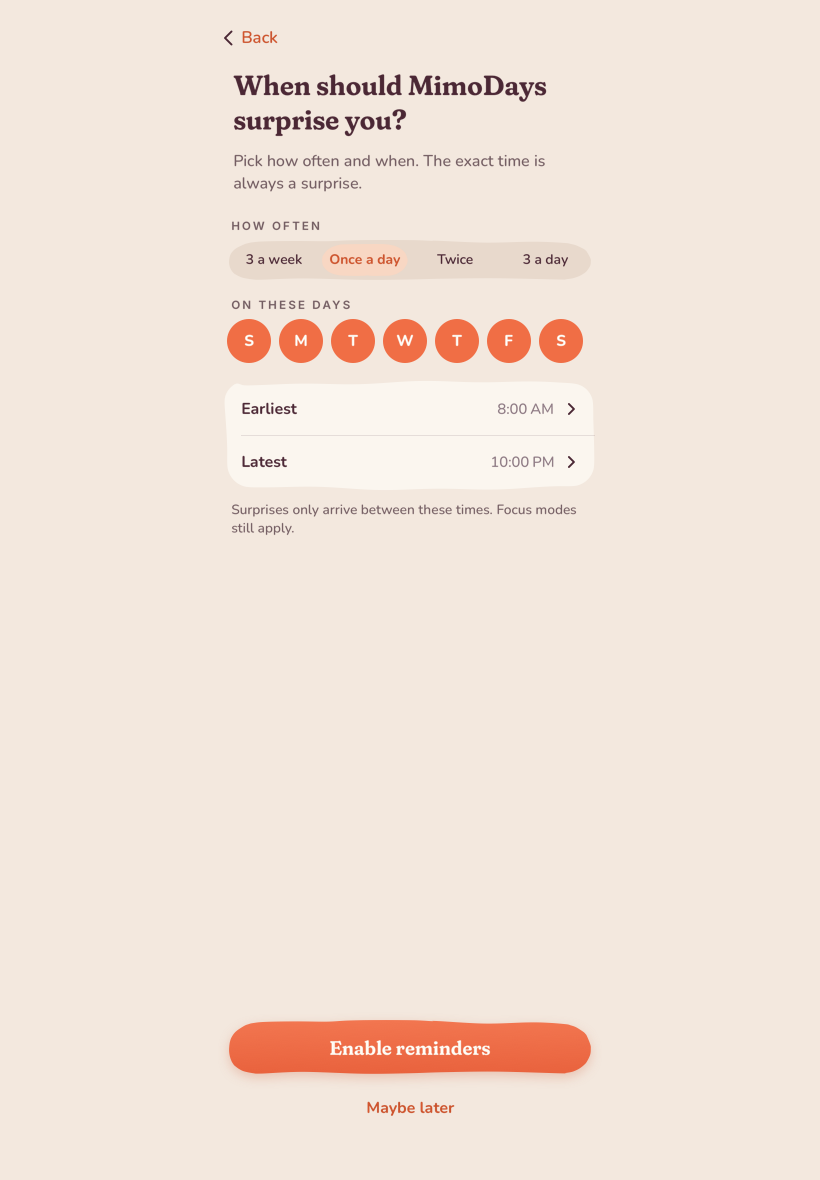 Back
When should MimoDays
surprise you?
Pick how often and when. The exact time is
always a surprise.
HOW OFTEN
3 a week Once a day Twice 3 a day
ON THESE DAYS
S M T W T F S
Earliest 8:00 AM
Latest 10:00 PM
Surprises only arrive between these times. Focus modes
still apply.
Enable reminders
Maybe later